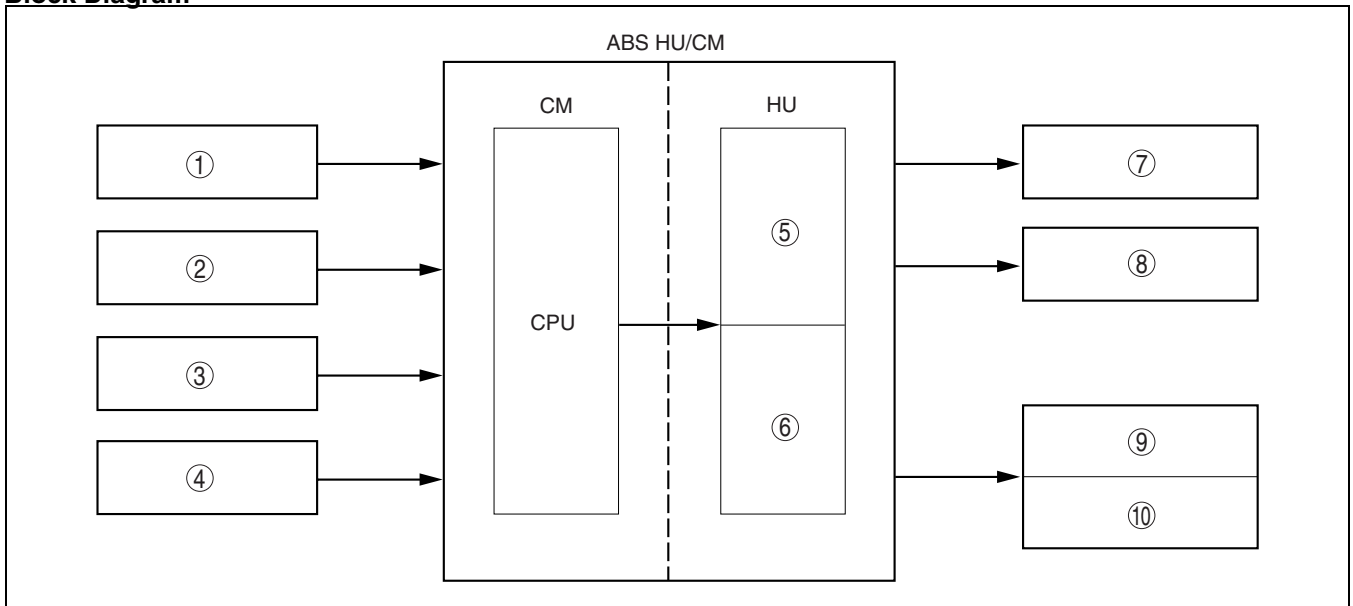 Block Diagram
ABS HU/CM
CM
HU
①
②
③
④
CPU
⑤
⑥
⑦
⑧
⑨
⑩